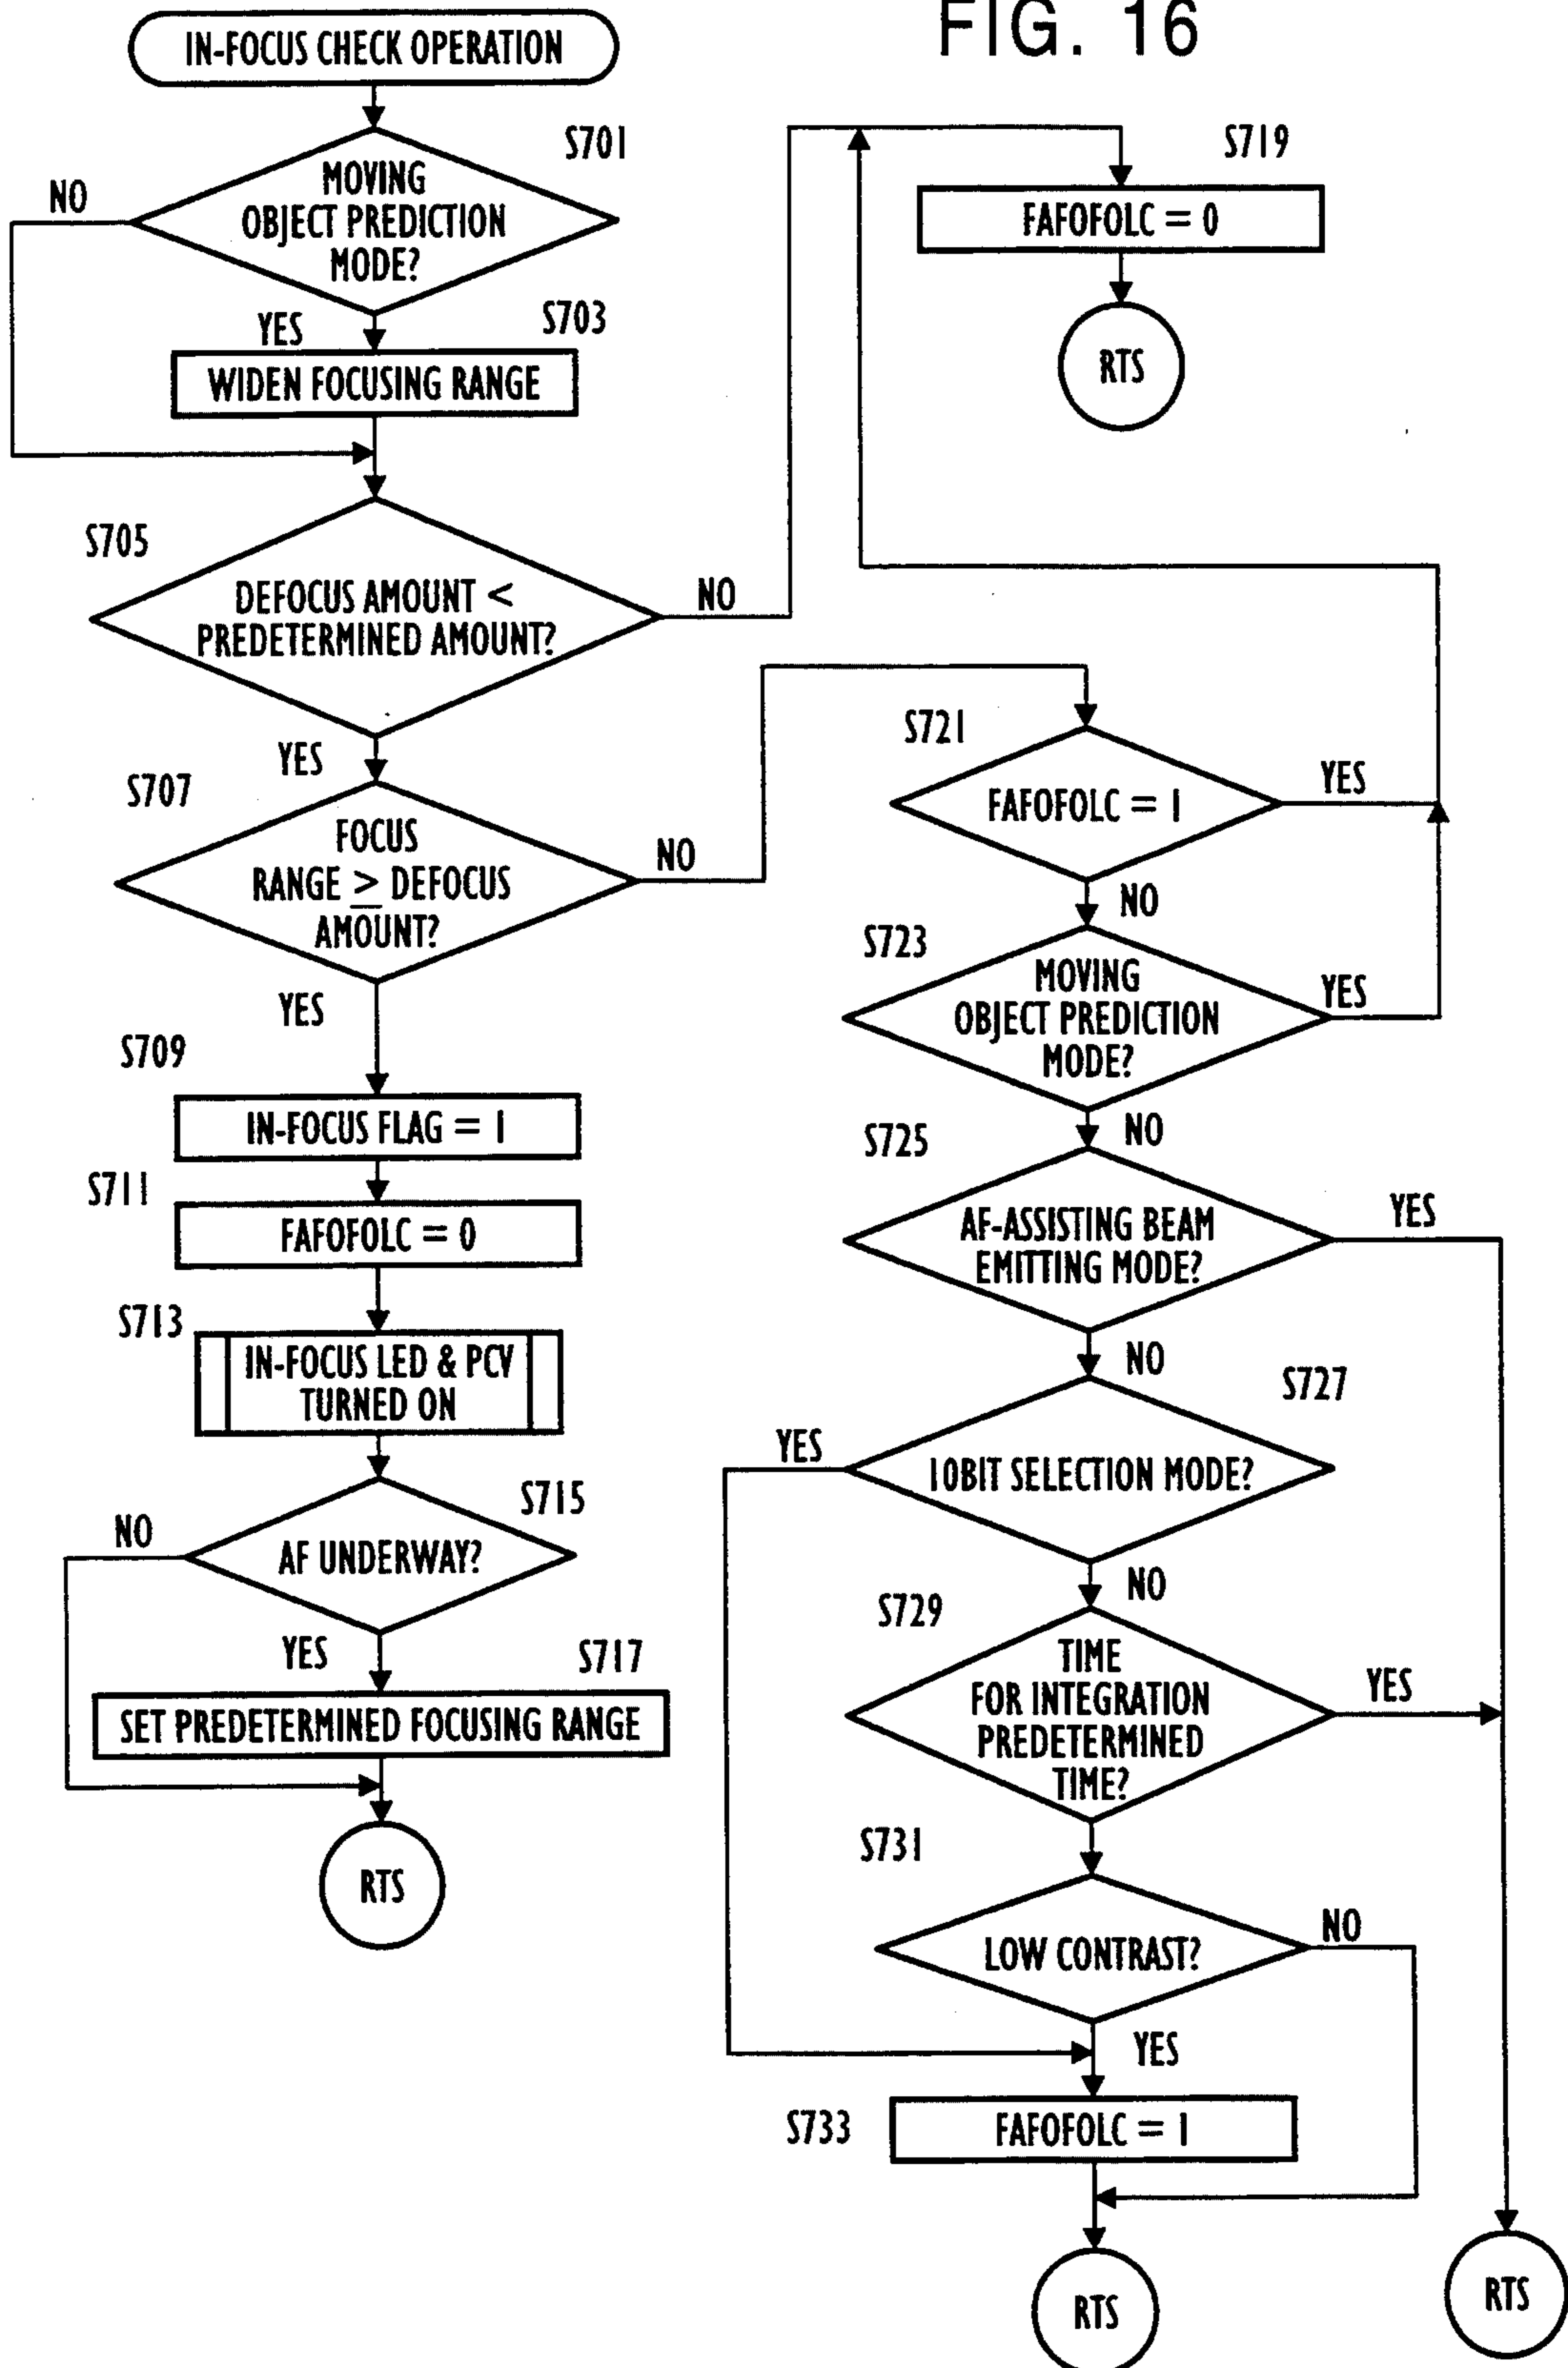 FIG. 16
IN-FOCUS CHECK OPERATION
S701
MOVING
OBJECT PREDICTION
MODE?
NO
YES
S703
WIDEN FOCUSING RANGE
S705
DEFOCUS AMOUNT <
PREDETERMINED AMOUNT?
NO
YES
S707
FOCUS
RANGE ≥ DEFOCUS
AMOUNT?
NO
YES
S709
IN-FOCUS FLAG = 1
S711
FAFOFOLC = 0
S713
IN-FOCUS LED & PCV
TURNED ON
S715
AF UNDERWAY?
NO
YES
S717
SET PREDETERMINED FOCUSING RANGE
RTS
S719
FAFOFOLC = 0
RTS
S721
FAFOFOLC = 1
YES
NO
S723
MOVING
OBJECT PREDICTION
MODE?
YES
NO
S725
AF-ASSISTING BEAM
EMITTING MODE?
YES
NO
S727
10BIT SELECTION MODE?
YES
NO
S729
TIME
FOR INTEGRATION
PREDETERMINED
TIME?
YES
S731
LOW CONTRAST?
NO
YES
S733
FAFOFOLC = 1
RTS
RTS